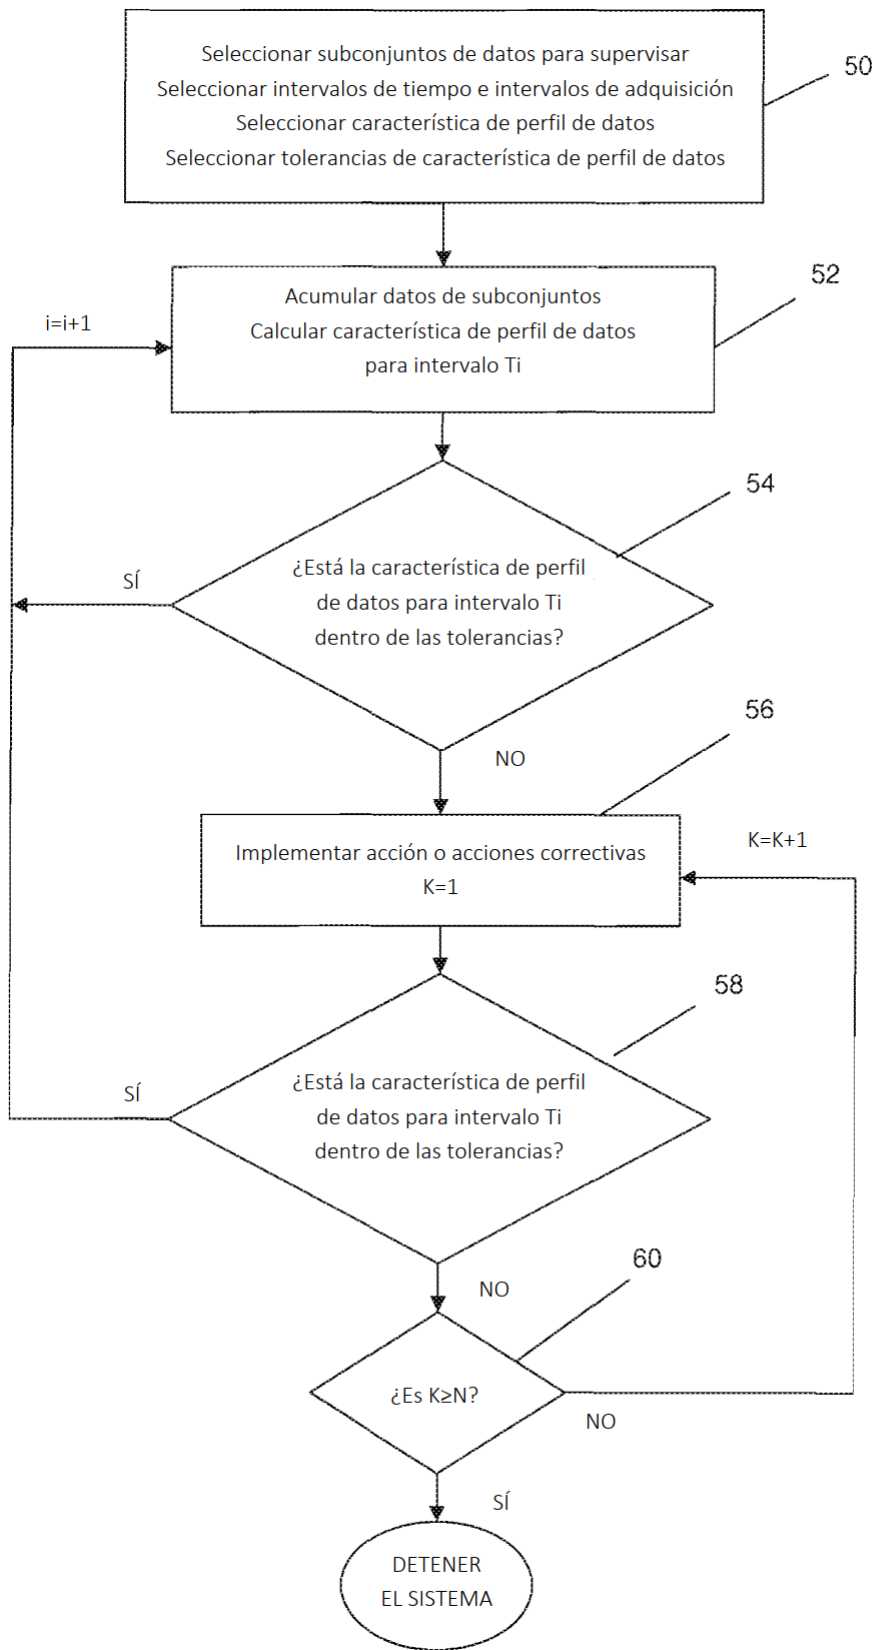 Seleccionar subconjuntos de datos para supervisar
Seleccionar intervalos de tiempo e intervalos de adquisición
Seleccionar característica de perfil de datos
Seleccionar tolerancias de característica de perfil de datos
50
Acumular datos de subconjuntos
Calcular característica de perfil de datos
para intervalo Ti
52
i=i+1
¿Está la característica de perfil
de datos para intervalo Ti
dentro de las tolerancias?
54
SÍ
NO
56
Implementar acción o acciones correctivas
K=1
K=K+1
58
¿Está la característica de perfil
de datos para intervalo Ti
dentro de las tolerancias?
SÍ
NO
60
¿Es K≥N?
NO
SÍ
DETENER
EL SISTEMA